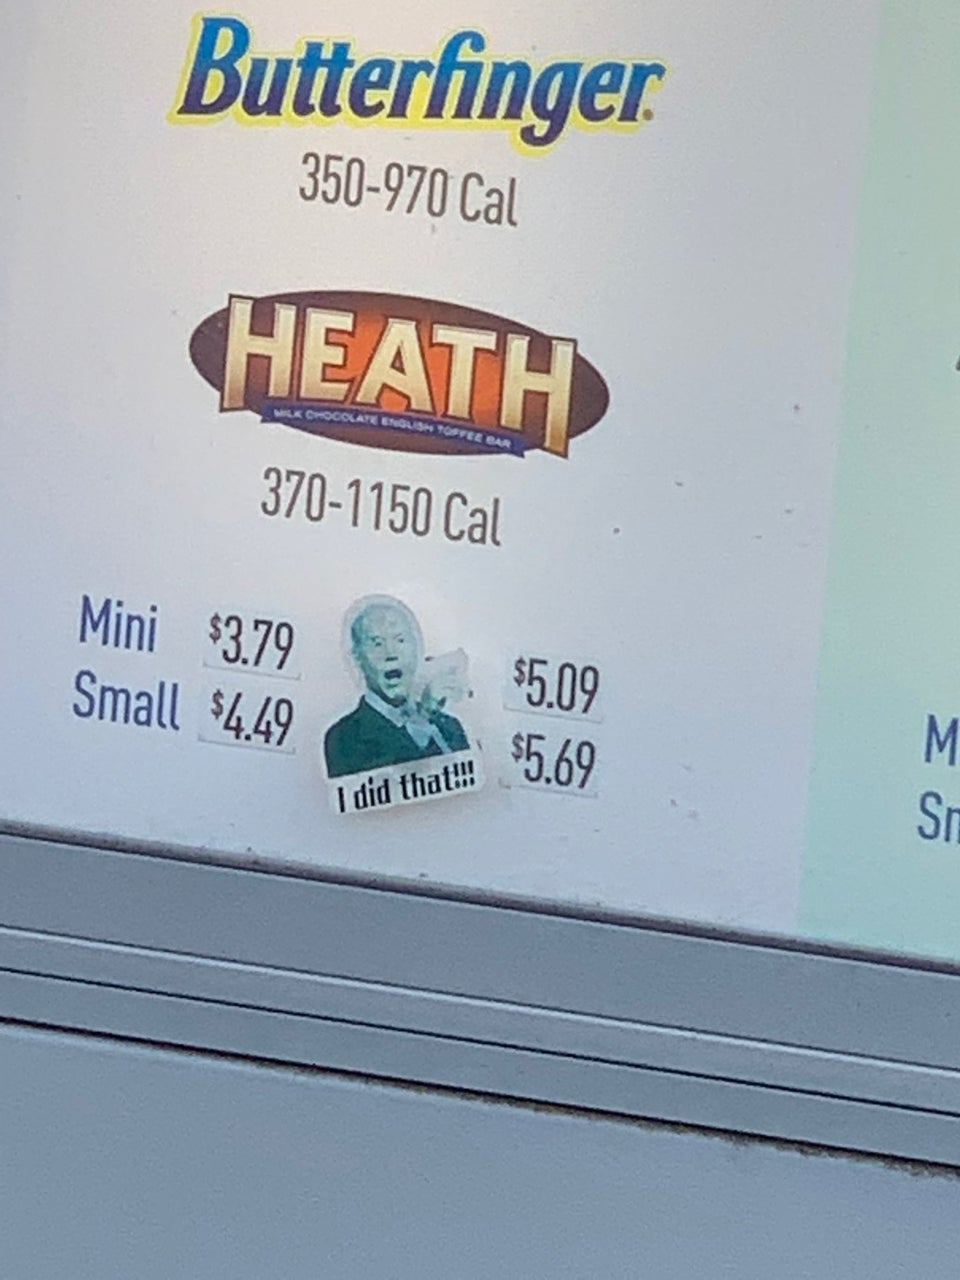 Butterfinger.
350-970 Cal
HEATH
MILK CHOCOLATE ENGLISH TOFFEE BAR
370-1150 Cal
Mini $3.79 $5.09
Small $4.49 $5.69
I did that!!!
M
Sm